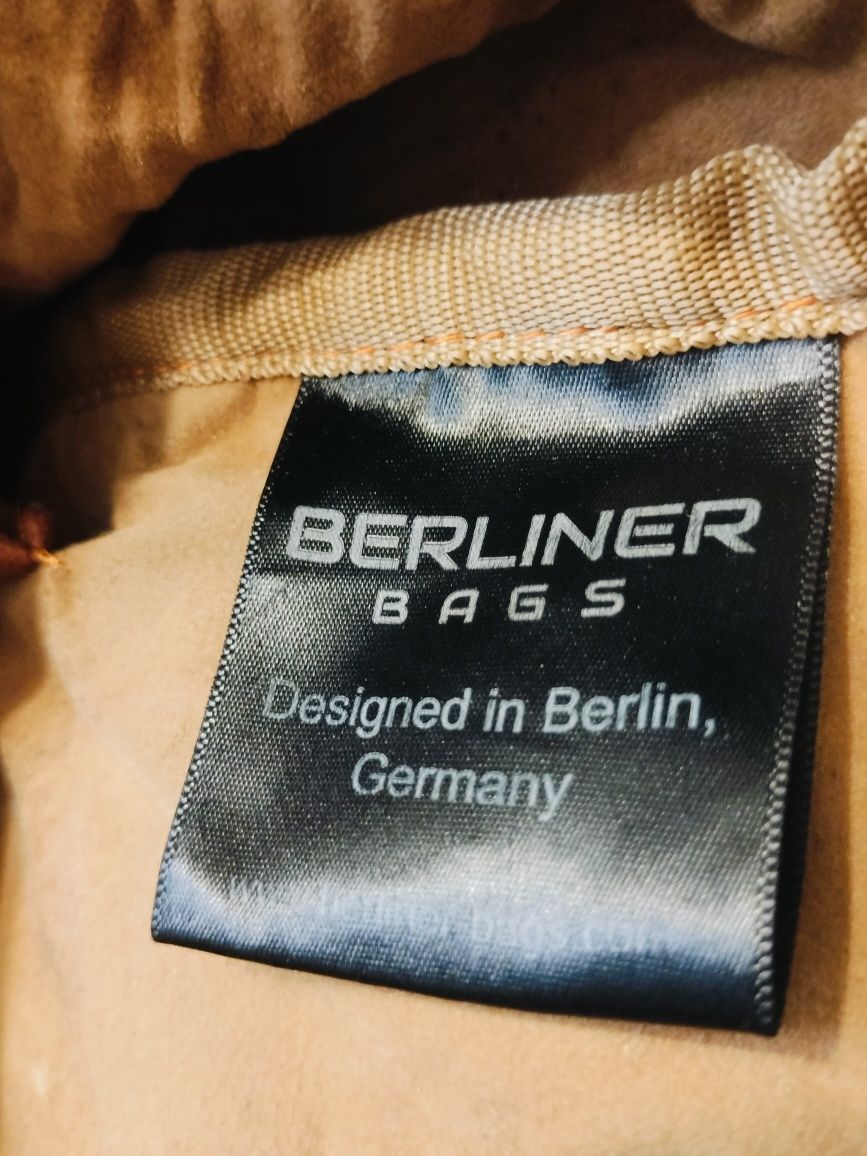 BERLINER
BAGS
Designed in Berlin,
Germany